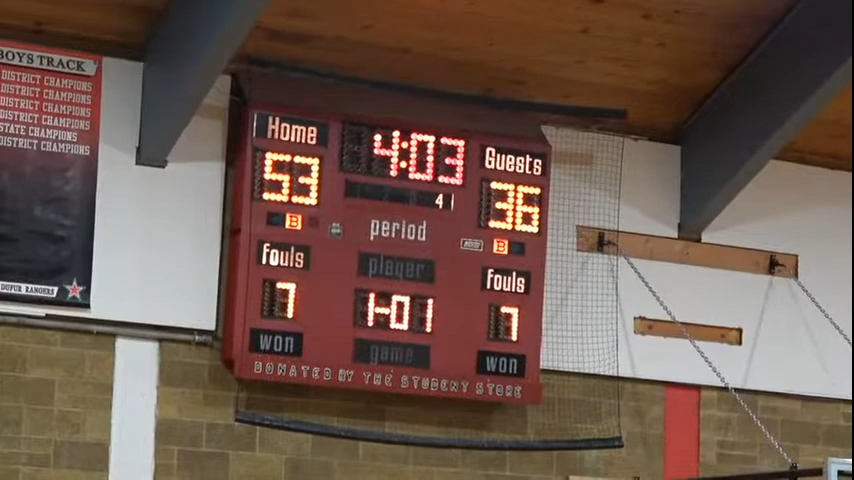 BOYS TRACK
DISTRICT CHAMPIONS
DISTRICT CHAMPIONS
DISTRICT CHAMPIONS
DISTRICT CHAMPIONS
STATE CHAMPIONS
DISTRICT CHAMPIONS
DUFUR RANGERS
Home
4:03
Guests
53
4
36
B
period
B
fouls
player
fouls
7
1-01
7
won
game
won
DONATED BY THE STUDENT STORE